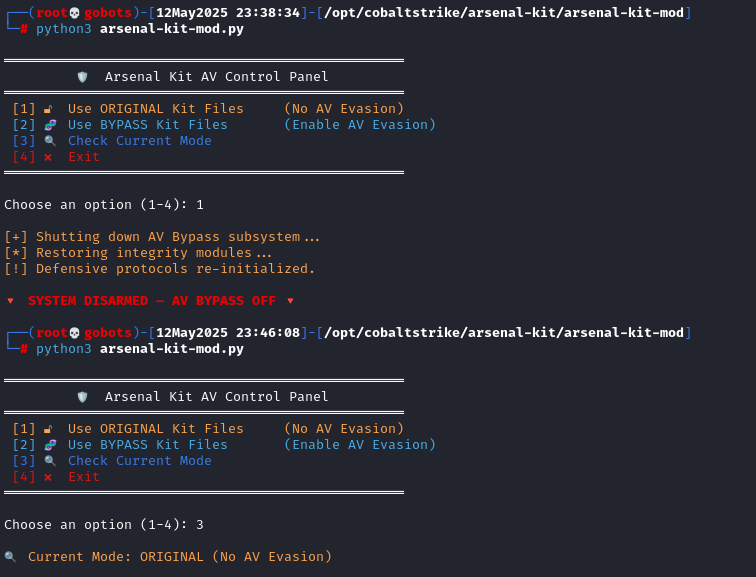 ┌──(root💀gobots)-[12May2025 23:38:34]-[/opt/cobaltstrike/arsenal-kit/arsenal-kit-mod]
└─# python3 arsenal-kit-mod.py
══════════════════════════════════════════════════
🛡️  Arsenal Kit AV Control Panel
══════════════════════════════════════════════════
[1] 🔓 Use ORIGINAL Kit Files     (No AV Evasion)
[2] 🧬 Use BYPASS Kit Files       (Enable AV Evasion)
[3] 🔍 Check Current Mode
[4] ❌ Exit
══════════════════════════════════════════════════
Choose an option (1-4): 1
[+] Shutting down AV Bypass subsystem...
[*] Restoring integrity modules...
[!] Defensive protocols re-initialized.
🔻 SYSTEM DISARMED — AV BYPASS OFF 🔻
┌──(root💀gobots)-[12May2025 23:46:08]-[/opt/cobaltstrike/arsenal-kit/arsenal-kit-mod]
└─# python3 arsenal-kit-mod.py
══════════════════════════════════════════════════
🛡️  Arsenal Kit AV Control Panel
══════════════════════════════════════════════════
[1] 🔓 Use ORIGINAL Kit Files     (No AV Evasion)
[2] 🧬 Use BYPASS Kit Files       (Enable AV Evasion)
[3] 🔍 Check Current Mode
[4] ❌ Exit
══════════════════════════════════════════════════
Choose an option (1-4): 3
🔍 Current Mode: ORIGINAL (No AV Evasion)